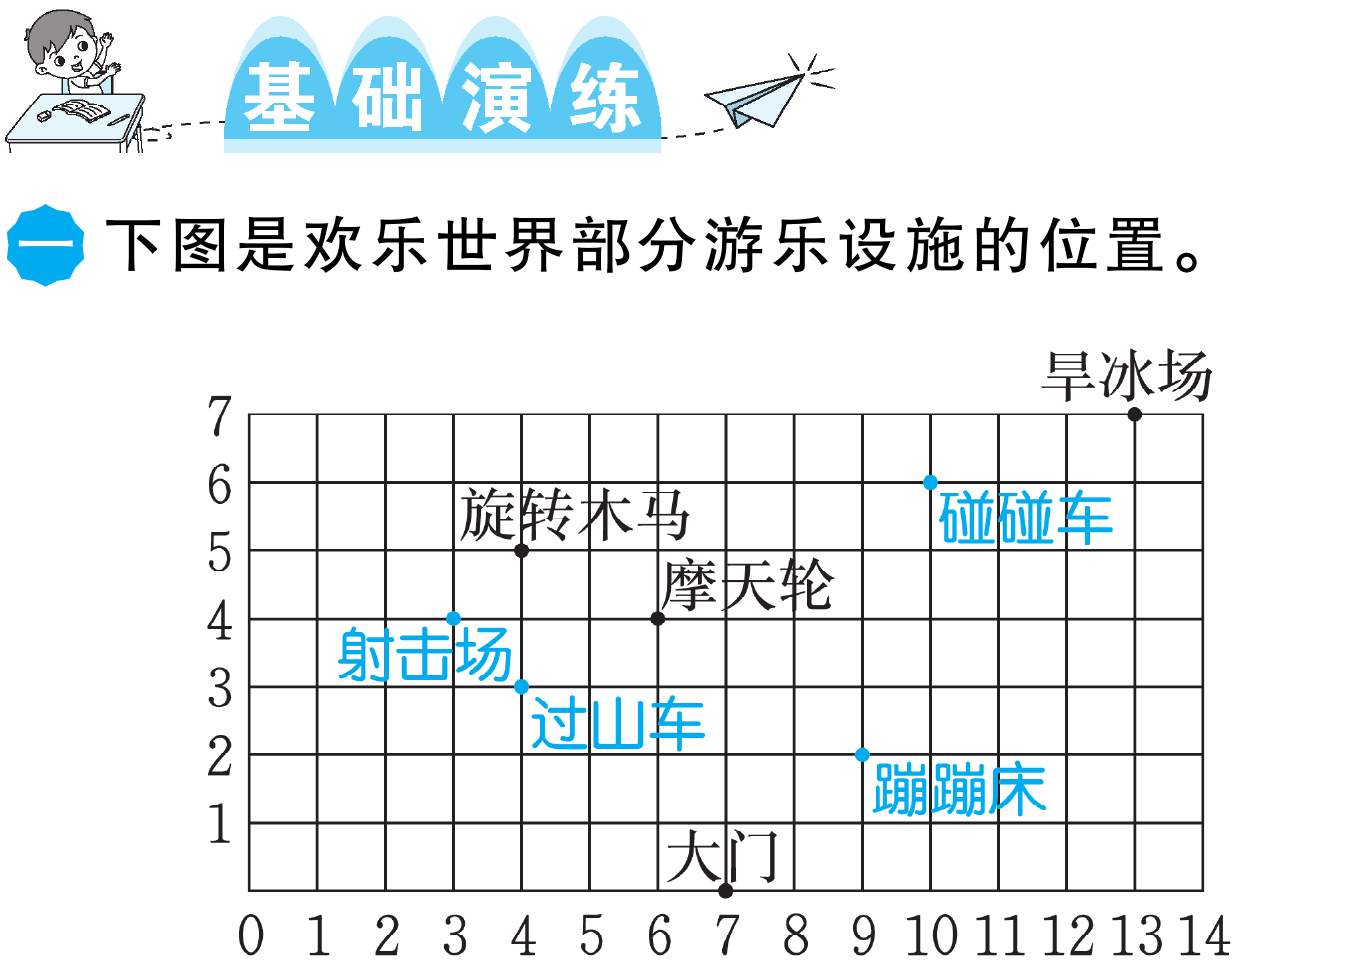 基础演练
一 下图是欢乐世界部分游乐设施的位置。
旱冰场
7
6
碰碰车
旋转木马
5
摩天轮
4
射击场
3
过山车
2
蹦蹦床
1
大门
0 1 2 3 4 5 6 7 8 9 10 11 12 13 14